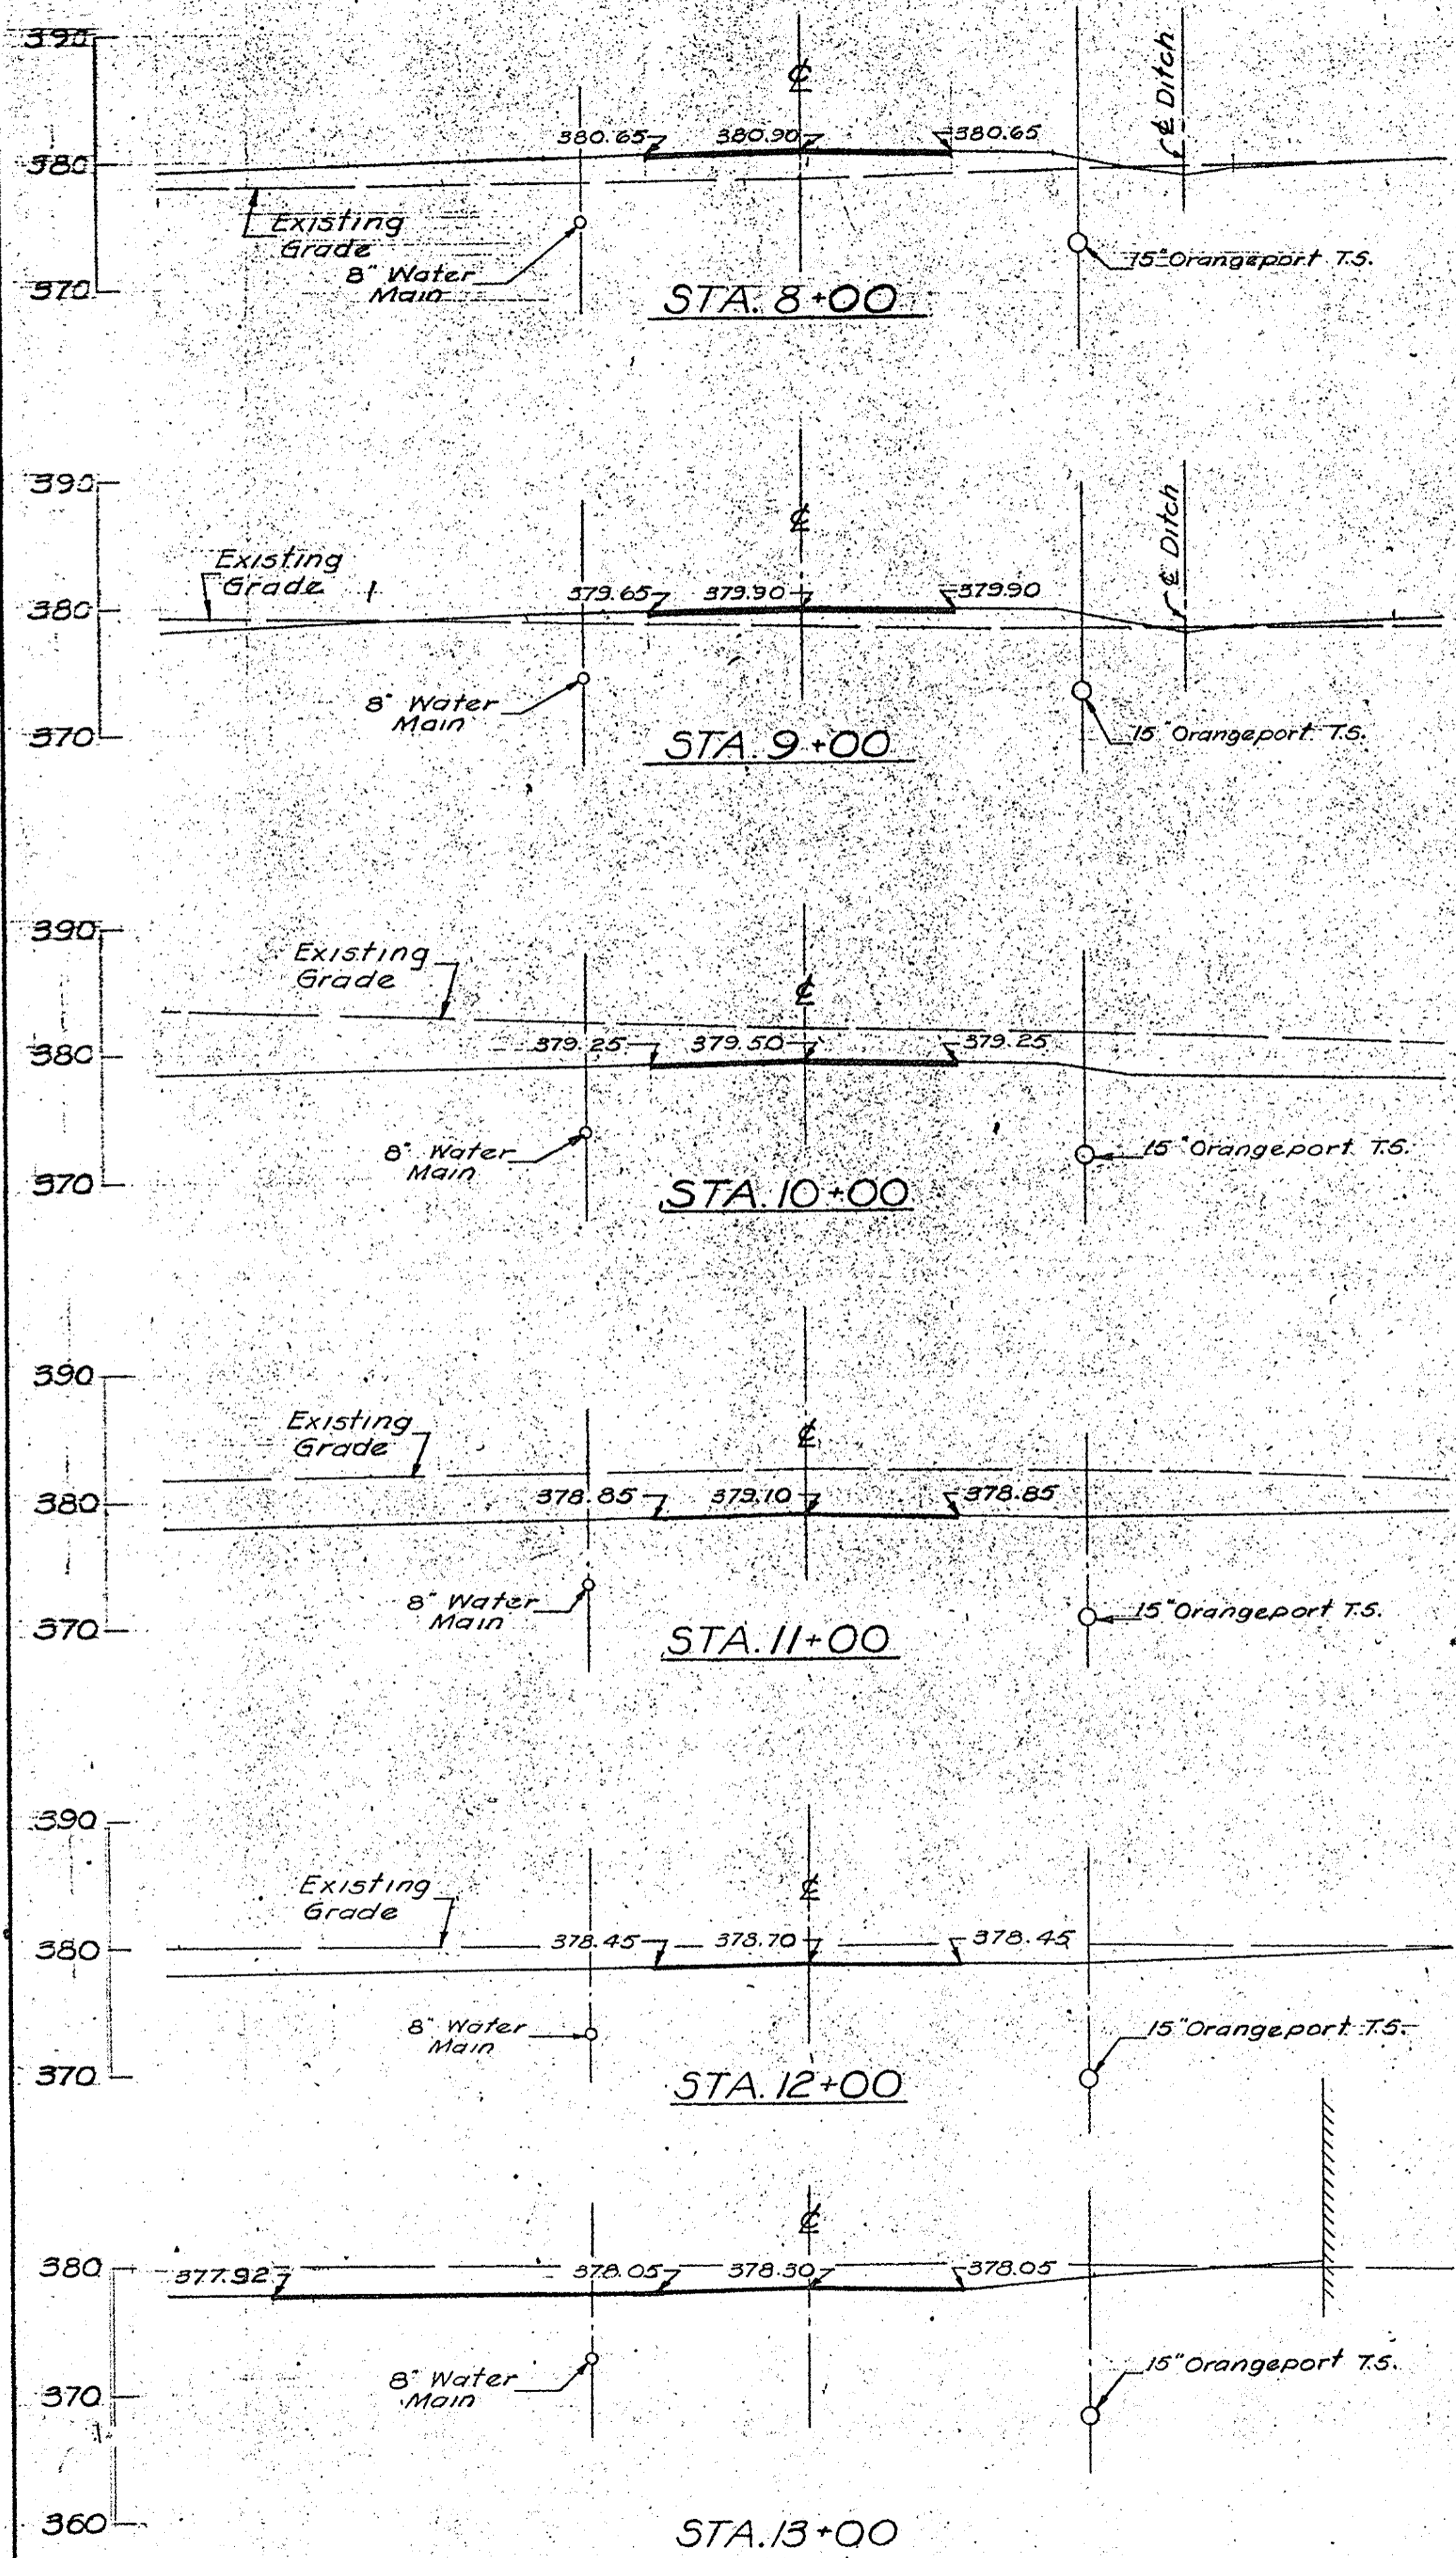 390
℄
℄ Ditch
380.65
380.90
380.65
380
Existing
Grade
8" Water
Main
15" Orangeport T.S.
370
STA. 8+00
390
℄
℄ Ditch
Existing
Grade
379.65
379.90
379.90
380
8" Water
Main
15" Orangeport T.S.
370
STA. 9+00
390
Existing
Grade
℄
379.25
379.50
379.25
380
8" Water
Main
15" Orangeport T.S.
370
STA. 10+00
390
Existing
Grade
℄
378.85
379.10
378.85
380
8" Water
Main
15" Orangeport T.S.
370
STA. 11+00
390
Existing
Grade
℄
378.45
378.70
378.45
380
8" Water
Main
15" Orangeport T.S.
370
STA. 12+00
℄
380
377.92
378.05
378.30
378.05
8" Water
Main
15" Orangeport T.S.
370
360
STA. 13+00